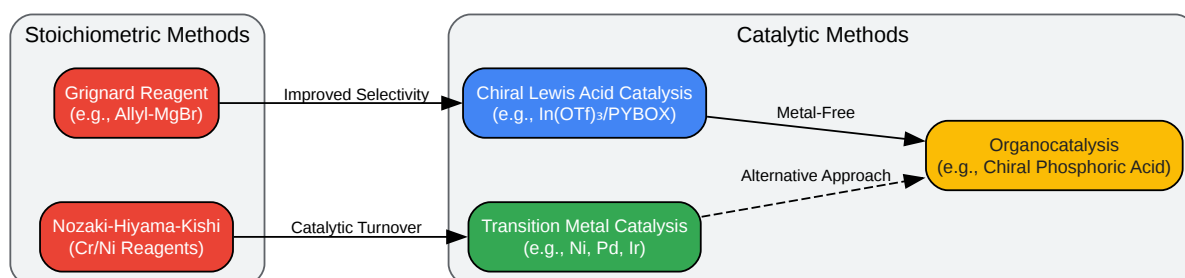 Stoichiometric Methods
Catalytic Methods
Grignard Reagent
(e.g., Allyl-MgBr)
Improved Selectivity
Chiral Lewis Acid Catalysis
(e.g., In(OTf)₃/PYBOX)
Metal-Free
Organocatalysis
(e.g., Chiral Phosphoric Acid)
Alternative Approach
Nozaki-Hiyama-Kishi
(Cr/Ni Reagents)
Catalytic Turnover
Transition Metal Catalysis
(e.g., Ni, Pd, Ir)